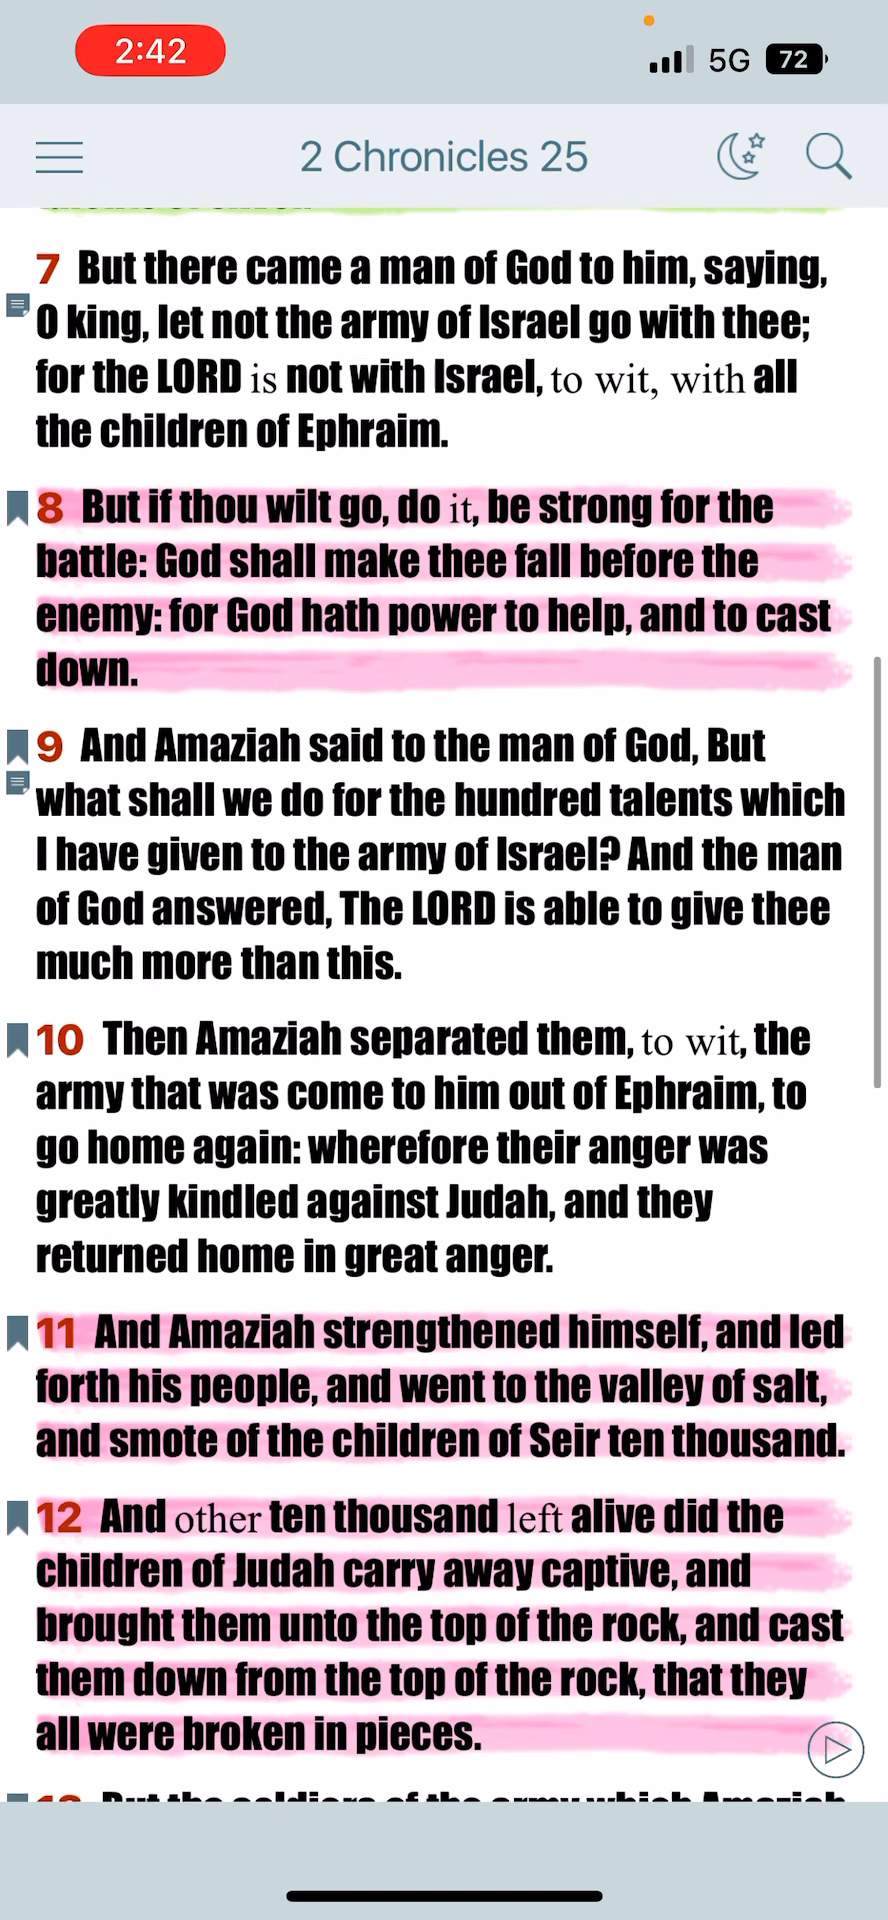 2:42
5G 72
2 Chronicles 25
7 But there came a man of God to him, saying,
O king, let not the army of Israel go with thee;
for the LORD is not with Israel, to wit, with all
the children of Ephraim.
8 But if thou wilt go, do it, be strong for the
battle: God shall make thee fall before the
enemy: for God hath power to help, and to cast
down.
9 And Amaziah said to the man of God, But
what shall we do for the hundred talents which
I have given to the army of Israel? And the man
of God answered, The LORD is able to give thee
much more than this.
10 Then Amaziah separated them, to wit, the
army that was come to him out of Ephraim, to
go home again: wherefore their anger was
greatly kindled against Judah, and they
returned home in great anger.
11 And Amaziah strengthened himself, and led
forth his people, and went to the valley of salt,
and smote of the children of Seir ten thousand.
12 And other ten thousand left alive did the
children of Judah carry away captive, and
brought them unto the top of the rock, and cast
them down from the top of the rock, that they
all were broken in pieces.
But the soldiers of the army which Amaziah